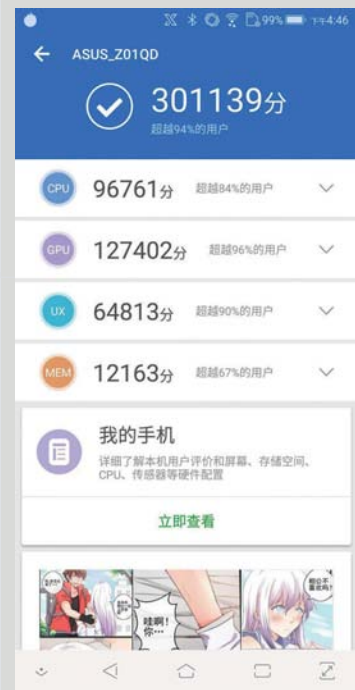 99% 下午4:46
ASUS_Z01QD
301139分
超越94%的用户
CPU 96761分 超越84%的用户
GPU 127402分 超越96%的用户
UX 64813分 超越90%的用户
MEM 12163分 超越67%的用户
我的手机
详细了解本机用户评价和屏幕、存储空间、
CPU、传感器等硬件配置
立即查看
哇啊!
你…